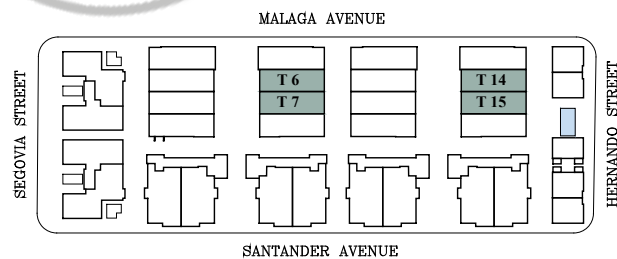 MALAGA AVENUE
SEGOVIA STREET
T 6
T 7
T 14
T 15
HERNANDO STREET
SANTANDER AVENUE